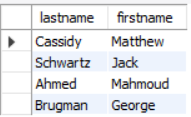 lastname firstname
Cassidy Matthew
Schwartz Jack
Ahmed Mahmoud
Brugman George